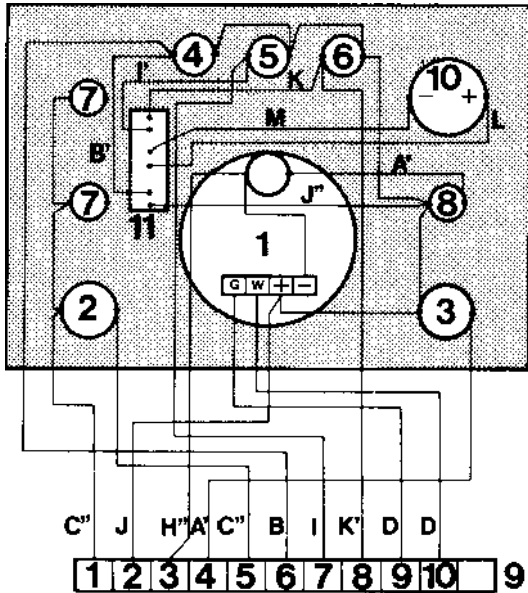 4 5 6
I' K 10
7 - +
M L
B'
A'
7 J" 8
11
1
G W + -
2 3
C" J H" A' C" B I K' D D
1 2 3 4 5 6 7 8 9 10 9